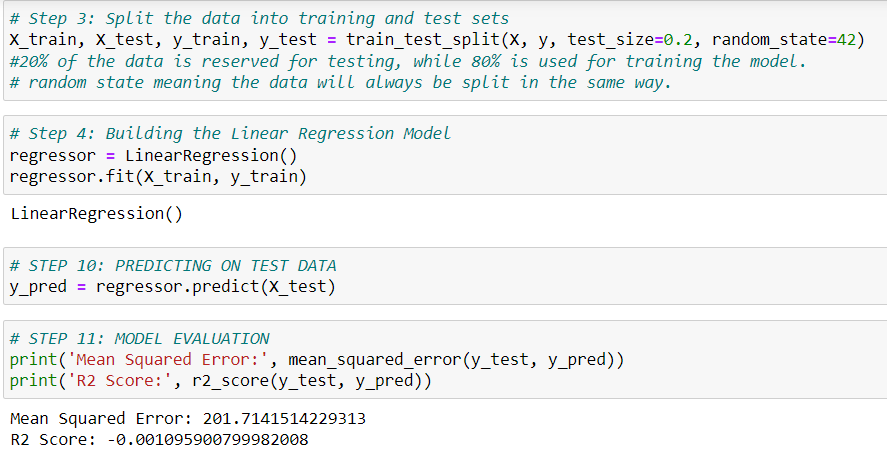 # Step 3: Split the data into training and test sets
X_train, X_test, y_train, y_test = train_test_split(X, y, test_size=0.2, random_state=42)
#20% of the data is reserved for testing, while 80% is used for training the model.
# random state meaning the data will always be split in the same way.
# Step 4: Building the Linear Regression Model
regressor = LinearRegression()
regressor.fit(X_train, y_train)
LinearRegression()
# STEP 10: PREDICTING ON TEST DATA
y_pred = regressor.predict(X_test)
# STEP 11: MODEL EVALUATION
print('Mean Squared Error:', mean_squared_error(y_test, y_pred))
print('R2 Score:', r2_score(y_test, y_pred))
Mean Squared Error: 201.7141514229313
R2 Score: -0.001095900799982008